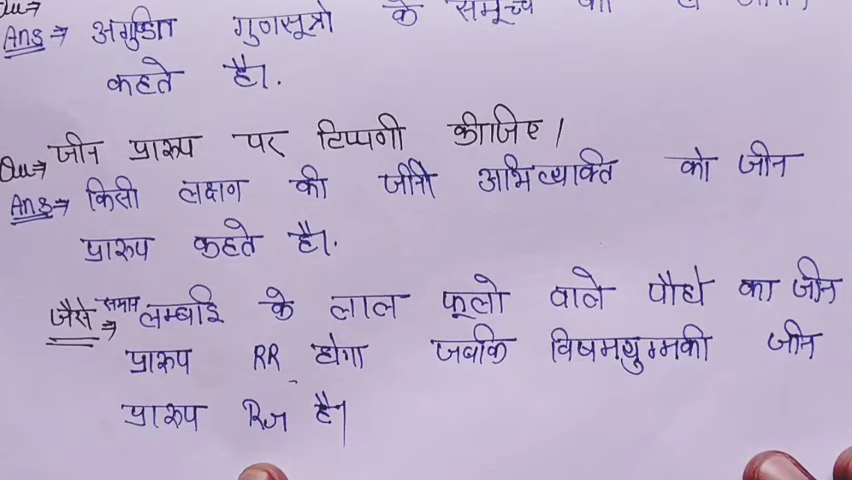 Qu⇒
Ans⇒ अगुणित गुणसूत्रो के समूच्च को
कहते है।.
Qu⇒ जीन प्रारूप पर टिप्पणी कीजिए।
Ans⇒ किसी लक्षण की जीनी अभिव्यक्ति को जीन
प्रारूप कहते है।.
जैसे⇒ समान लम्बाई के लाल फूलो वाले पौधे का जीन
प्रारूप RR होगा जबकि विषमयुग्मकी जीन
प्रारूप Rr है।